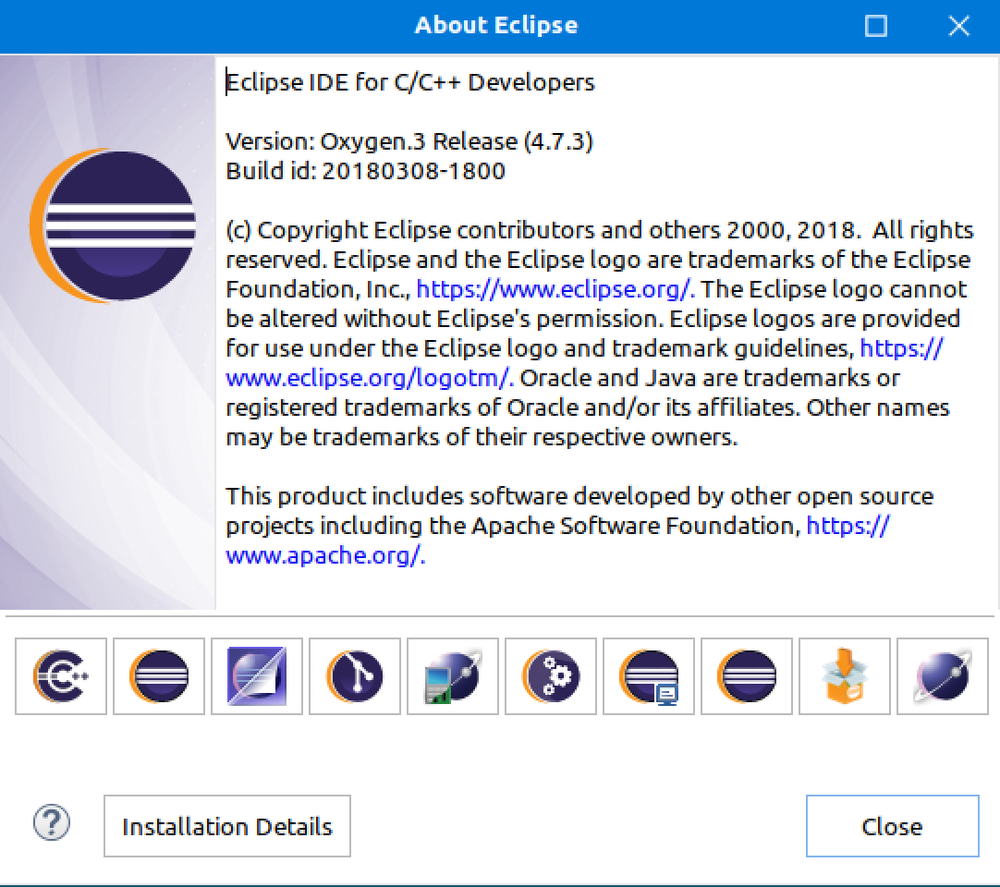 About Eclipse
Eclipse IDE for C/C++ Developers
Version: Oxygen.3 Release (4.7.3)
Build id: 20180308-1800
(c) Copyright Eclipse contributors and others 2000, 2018.  All rights
reserved. Eclipse and the Eclipse logo are trademarks of the Eclipse
Foundation, Inc., https://www.eclipse.org/. The Eclipse logo cannot
be altered without Eclipse's permission. Eclipse logos are provided
for use under the Eclipse logo and trademark guidelines, https://
www.eclipse.org/logotm/. Oracle and Java are trademarks or
registered trademarks of Oracle and/or its affiliates. Other names
may be trademarks of their respective owners.
This product includes software developed by other open source
projects including the Apache Software Foundation, https://
www.apache.org/.
C++
?
Installation Details
Close